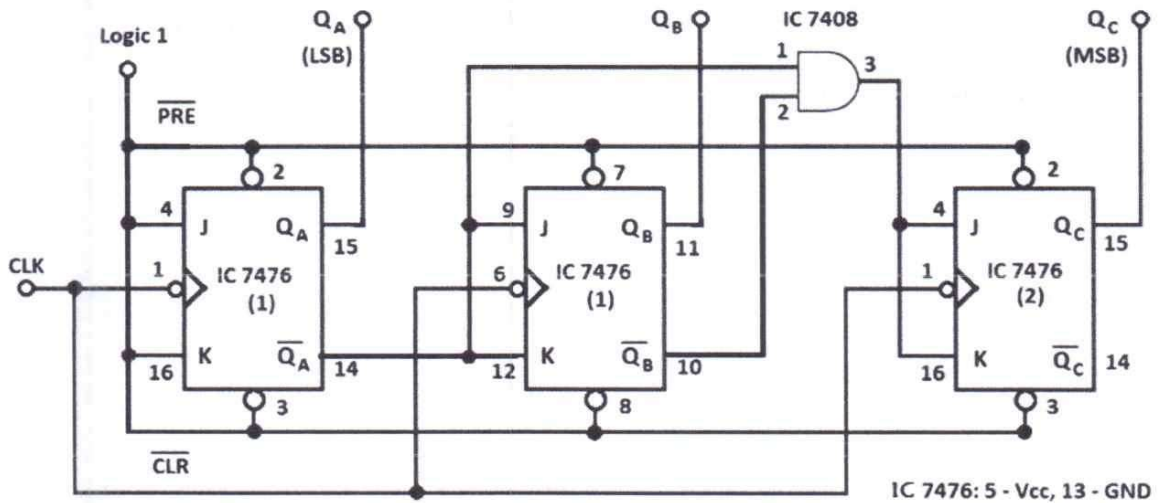 Logic 1
Q_A
(LSB)
Q_B
IC 7408
Q_C
(MSB)
1
2
3
P̅R̅E̅
2
7
2
4
J
Q_A
15
9
J
Q_B
11
4
J
Q_C
15
CLK
1
IC 7476
(1)
6
IC 7476
(1)
1
IC 7476
(2)
16
K
Q̅_A
14
12
K
Q̅_B
10
16
K
Q̅_C
14
3
8
3
C̅L̅R̅
IC 7476: 5 - Vcc, 13 - GND